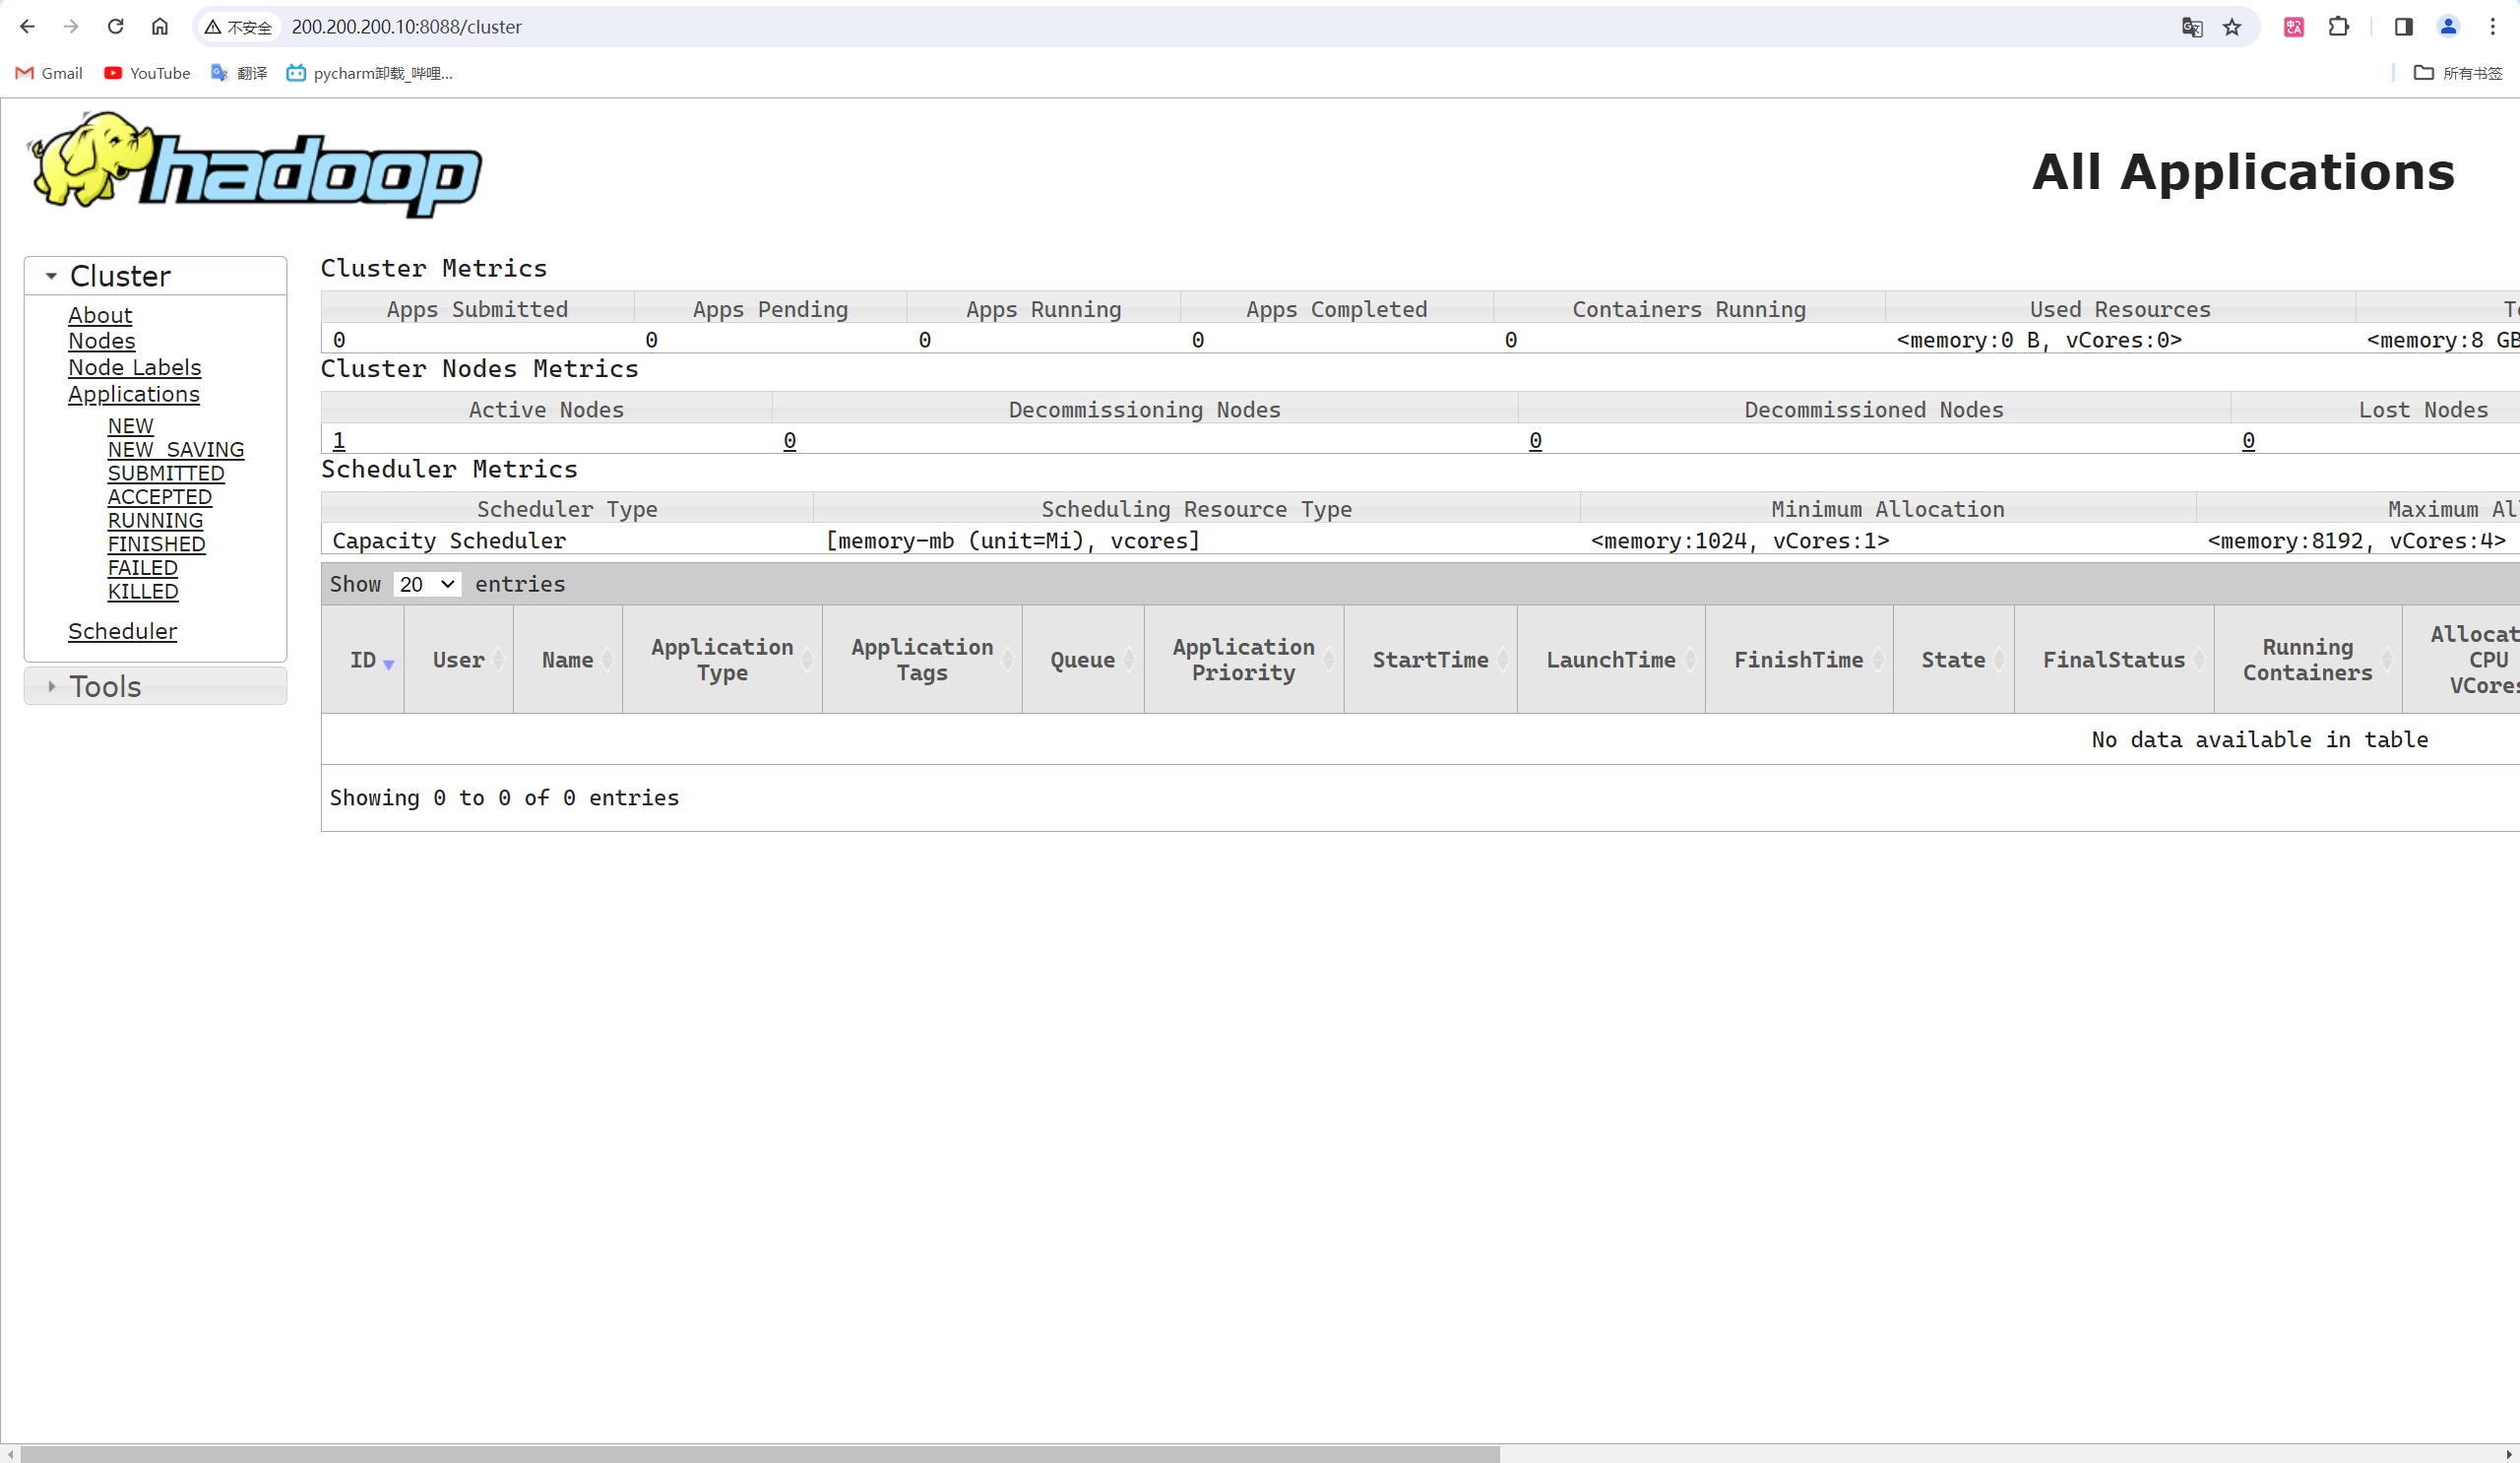 不安全 200.200.200.10:8088/cluster
Gmail YouTube 翻译 pycharm卸载_哔哩... 所有书签
hadoop
All Applications
Cluster
About
Nodes
Node Labels
Applications
NEW
NEW_SAVING
SUBMITTED
ACCEPTED
RUNNING
FINISHED
FAILED
KILLED
Scheduler
Tools
Cluster Metrics
Apps Submitted Apps Pending Apps Running Apps Completed Containers Running Used Resources
0 0 0 0 0 <memory:0 B, vCores:0> <memory:8 GB
Cluster Nodes Metrics
Active Nodes Decommissioning Nodes Decommissioned Nodes Lost Nodes
1 0 0 0
Scheduler Metrics
Scheduler Type Scheduling Resource Type Minimum Allocation Maximum Al
Capacity Scheduler [memory-mb (unit=Mi), vcores] <memory:1024, vCores:1> <memory:8192, vCores:4>
Show 20 entries
ID User Name Application Type Application Tags Queue Application Priority StartTime LaunchTime FinishTime State FinalStatus Running Containers Allocat CPU VCores
No data available in table
Showing 0 to 0 of 0 entries